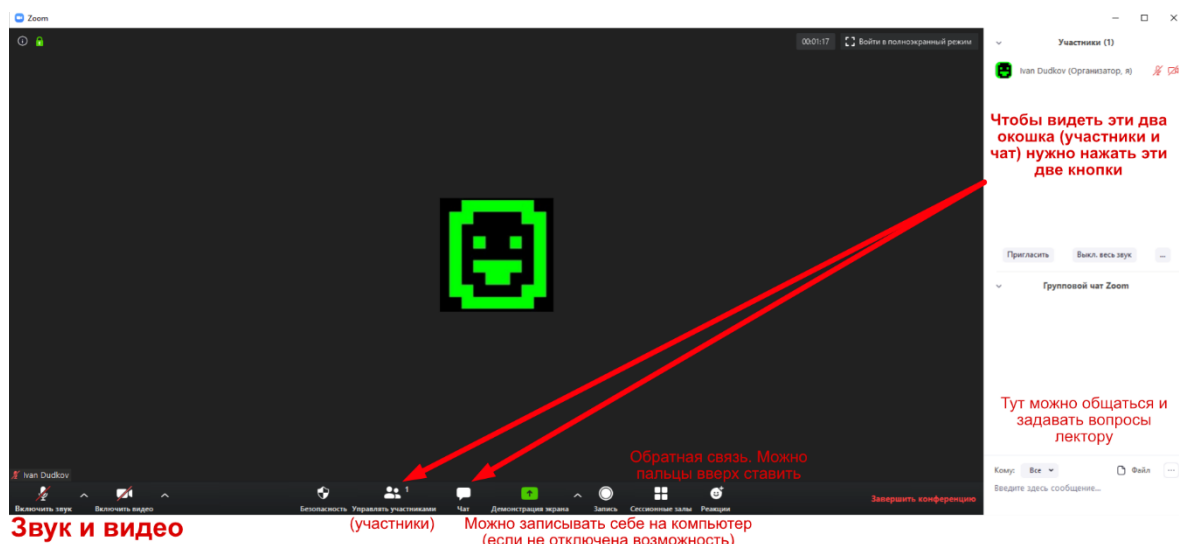 Zoom
00:01:17 Войти в полноэкранный режим
Участники (1)
Ivan Dudkov (Организатор, я)
Чтобы видеть эти два
окошка (участники и
чат) нужно нажать эти
две кнопки
Пригласить Выкл. весь звук ...
Групповой чат Zoom
Тут можно общаться и
задавать вопросы
лектору
Обратная связь. Можно
пальцы вверх ставить
Ivan Dudkov
Кому: Все Файл ...
Введите здесь сообщение...
1
Включить звук Включить видео Безопасность Управлять участниками Чат Демонстрация экрана Запись Сессионные залы Реакции Завершить конференцию
Звук и видео
(участники)
Можно записывать себе на компьютер
(если не отключена возможность)